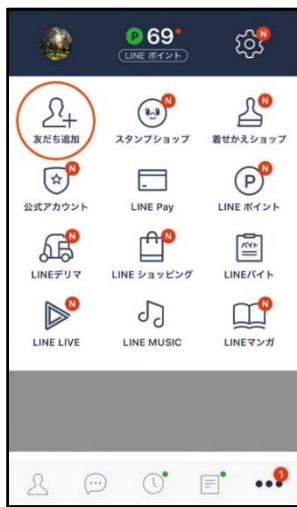 P 69
LINE ポイント
N
N N
友だち追加 スタンプショップ 着せかえショップ
N N
P
公式アカウント LINE Pay LINE ポイント
N N
バイト
LINEデリマ LINE ショッピング LINEバイト
N N
LINE LIVE LINE MUSIC LINEマンガ
1